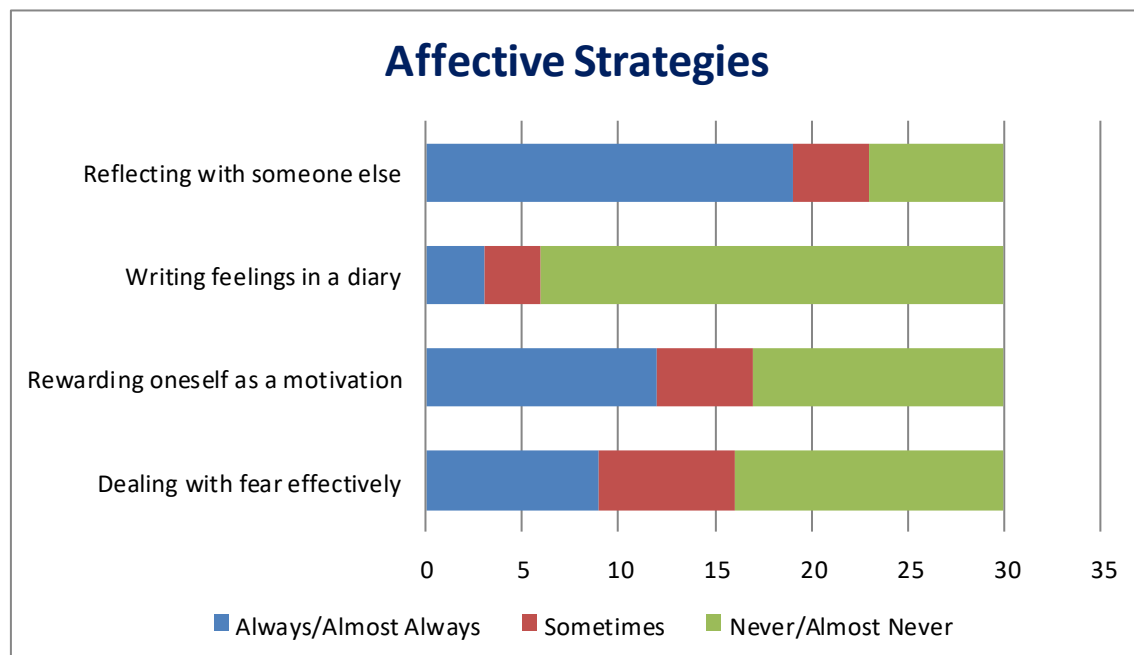 Affective Strategies
Reflecting with someone else
Writing feelings in a diary
Rewarding oneself as a motivation
Dealing with fear effectively
0 5 10 15 20 25 30 35
Always/Almost Always Sometimes Never/Almost Never